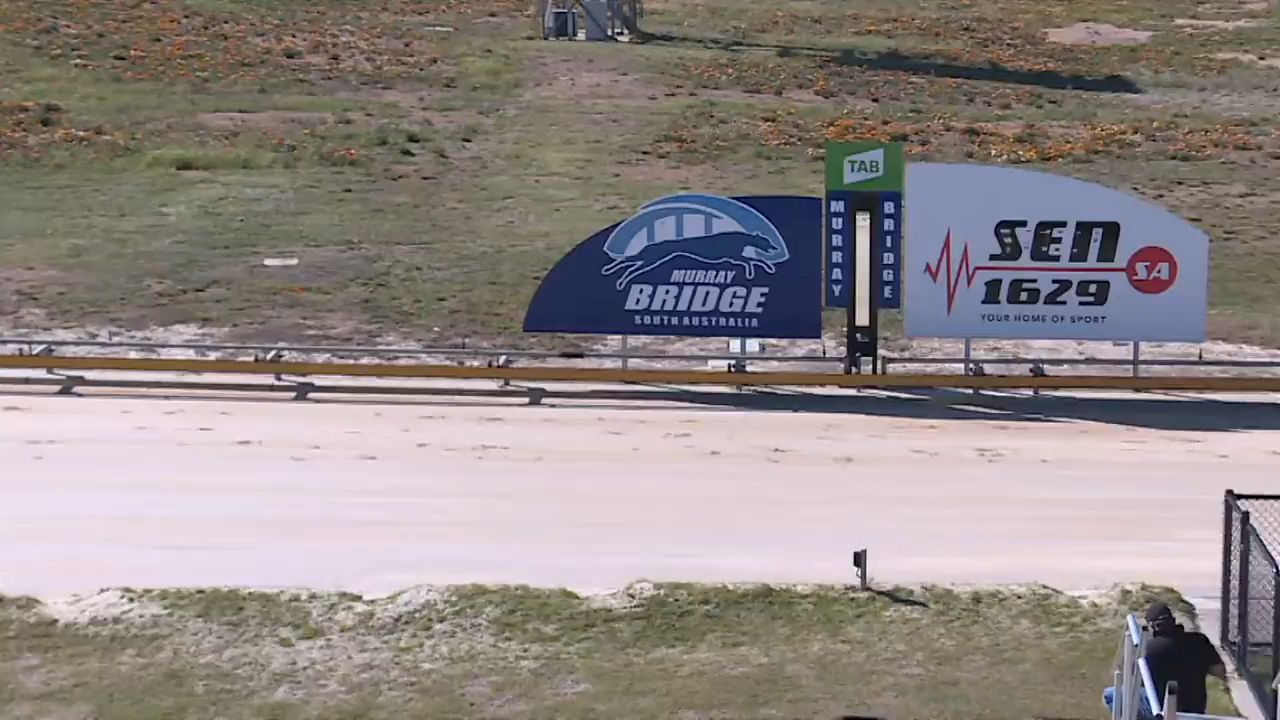 TAB
MURRAY
BRIDGE
MURRAY
BRIDGE
SOUTH AUSTRALIA
SEN
SA
1629
YOUR HOME OF SPORT